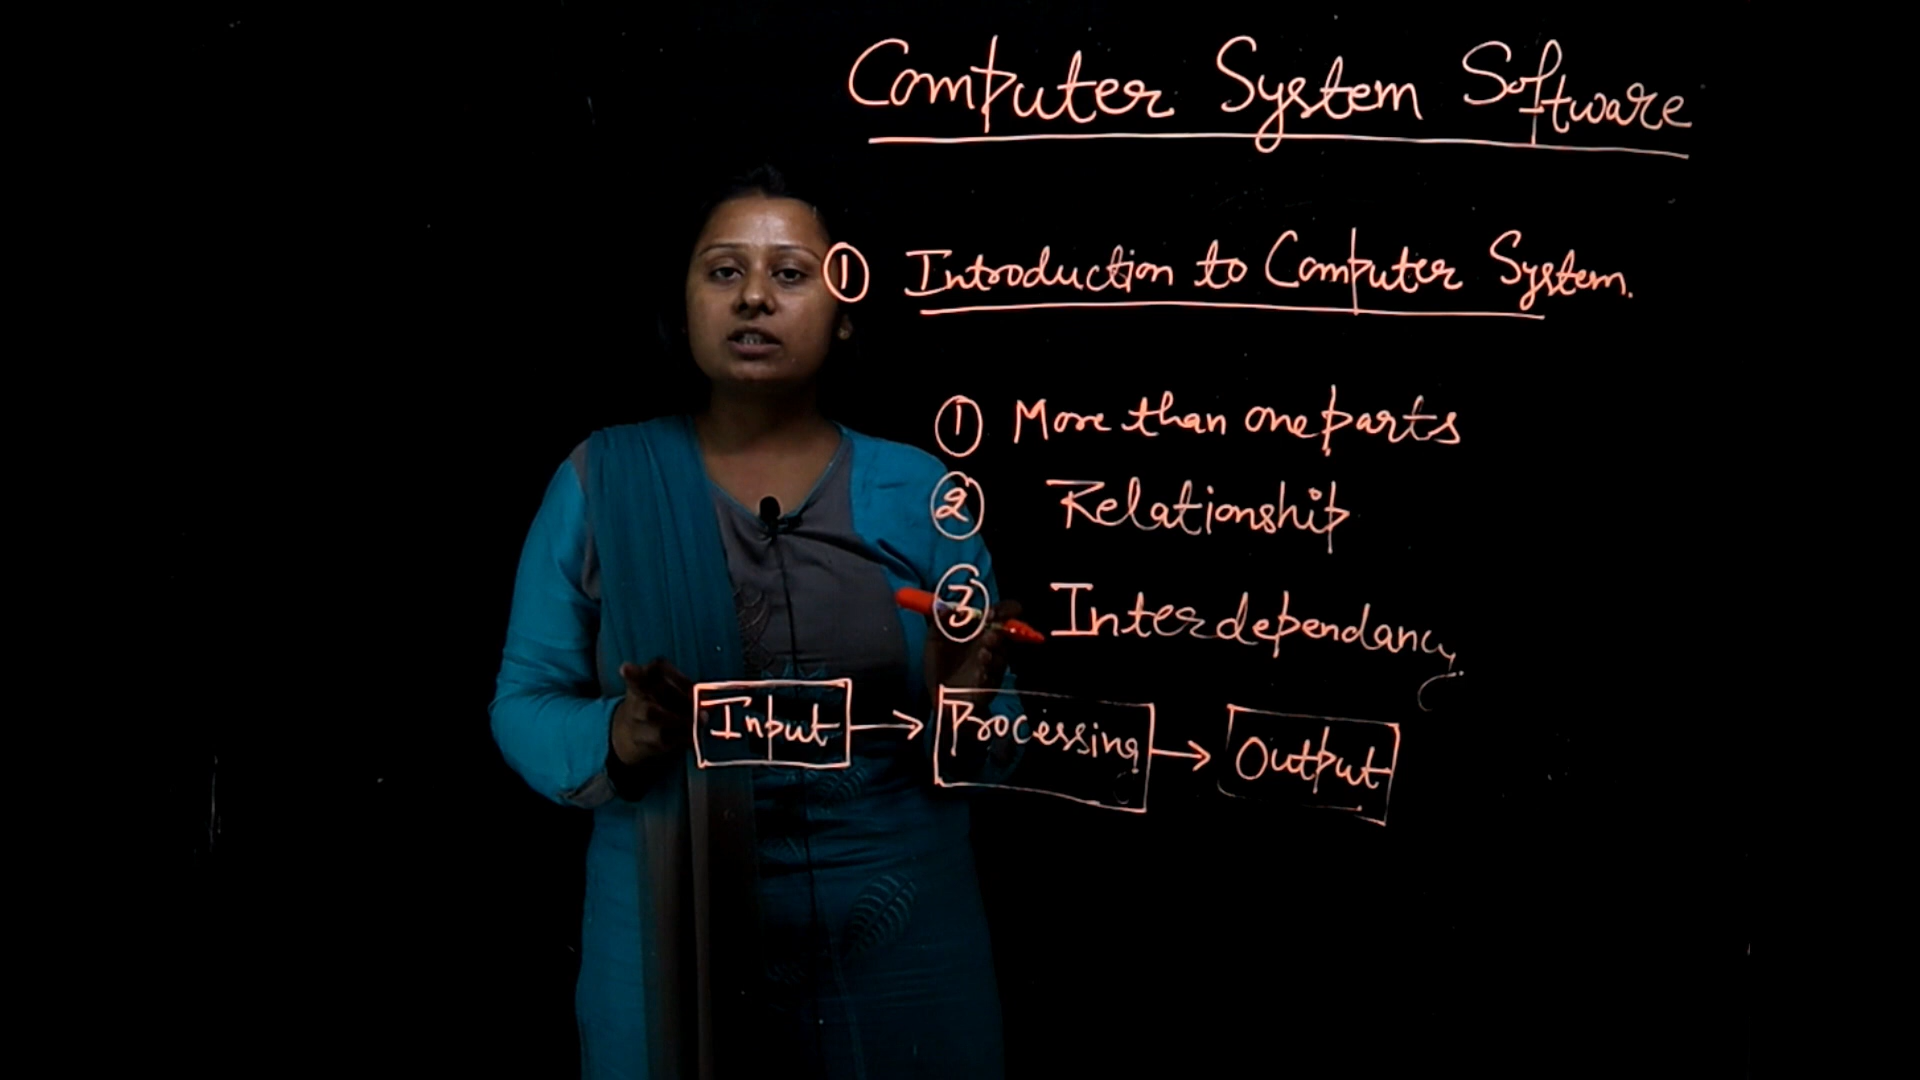 Computer System Software
① Introduction to Computer System.
① More than one parts
② Relationship
③ Interdependancy
Input → Processing → Output